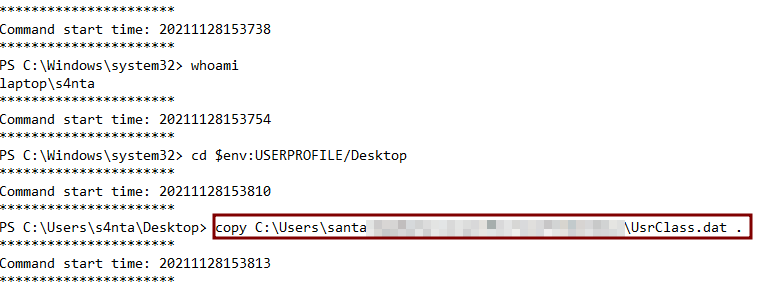 **********************
Command start time: 20211128153738
**********************
PS C:\Windows\system32> whoami
laptop\s4nta
**********************
Command start time: 20211128153754
**********************
PS C:\Windows\system32> cd $env:USERPROFILE/Desktop
**********************
Command start time: 20211128153810
**********************
PS C:\Users\s4nta\Desktop> copy C:\Users\santa \UsrClass.dat .
**********************
Command start time: 20211128153813
**********************